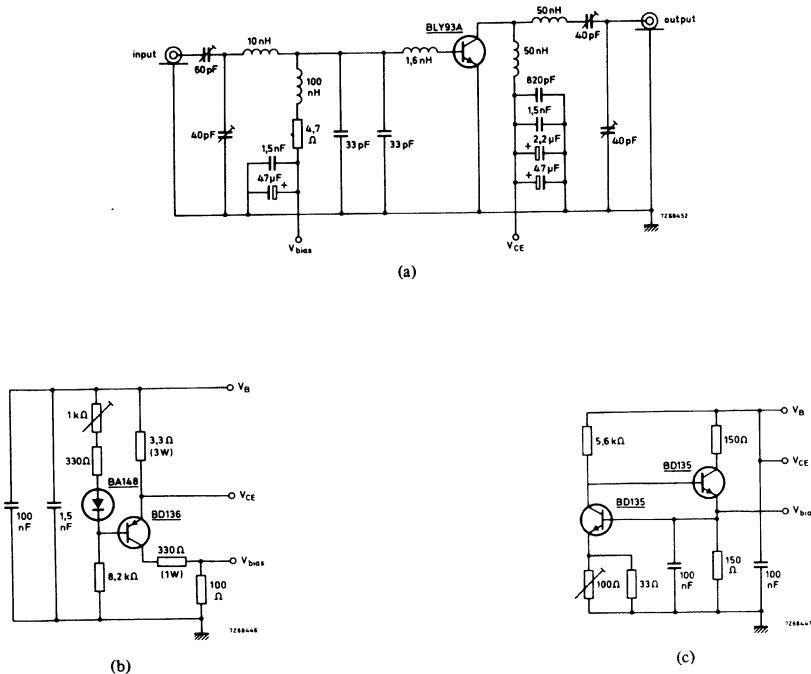 50nH
BLY93A
output
40pF
input
10nH
60pF
1,6nH
50nH
100
nH
820pF
40pF
4,7
Ω
33pF
33pF
1,5nF
2,2µF
40pF
1,5nF
47µF
+
+
47µF
+
7268452
Vbias
VCE
(a)
VB
1kΩ
3,3Ω
(3W)
330Ω
BA148
VCE
100
nF
1,5
nF
BD136
330Ω
(1W)
Vbias
8,2kΩ
100
Ω
7268446
(b)
VB
5,6kΩ
150Ω
BD135
VCE
BD135
Vbia
100Ω
33Ω
100
nF
150
Ω
100
nF
(c)